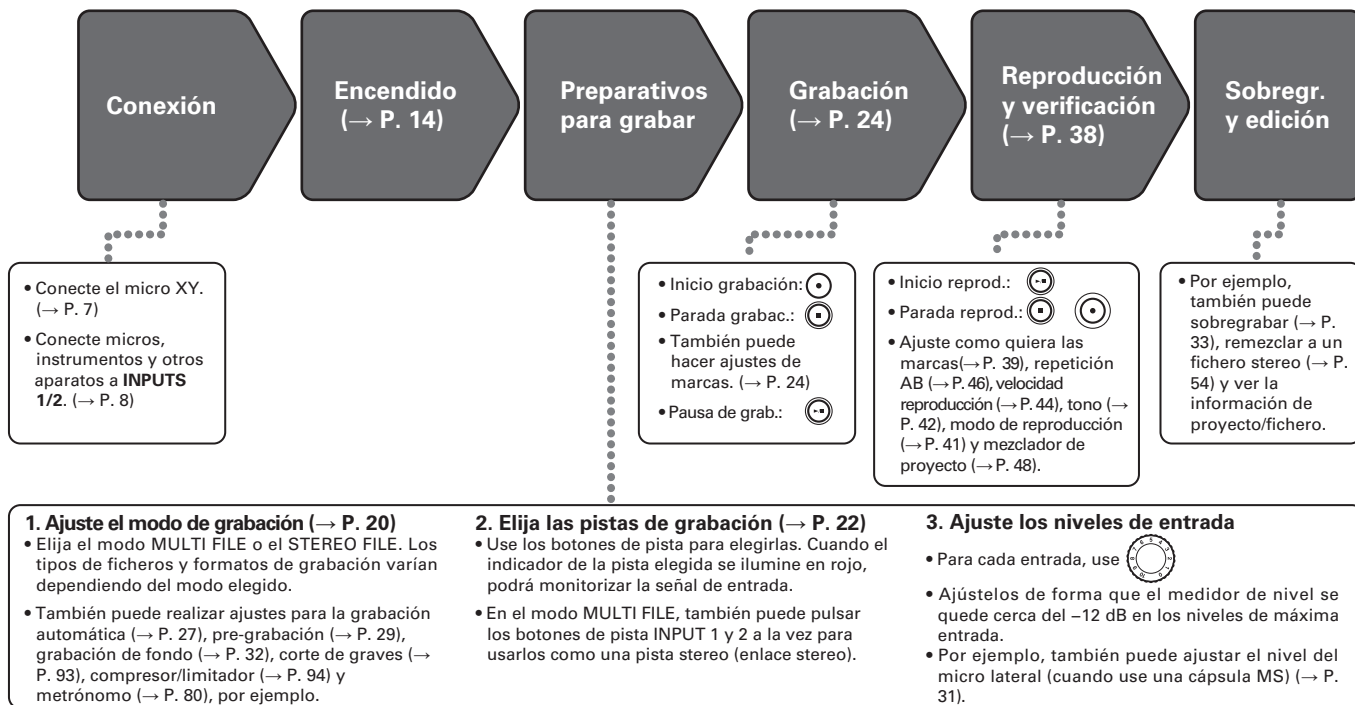 Conexión
Encendido
(→ P. 14)
Preparativos
para grabar
Grabación
(→ P. 24)
Reproducción
y verificación
(→ P. 38)
Sobregr.
y edición
• Conecte el micro XY.
(→ P. 7)
• Conecte micros,
instrumentos y otros
aparatos a INPUTS
1/2. (→ P. 8)
• Inicio grabación:
• Parada grabac.:
• También puede
hacer ajustes de
marcas. (→ P. 24)
• Pausa de grab.:
• Inicio reprod.:
• Parada reprod.:
• Ajuste como quiera las
marcas(→ P. 39), repetición
AB (→ P. 46), velocidad
reproducción (→ P. 44), tono (→
P. 42), modo de reproducción
(→ P. 41) y mezclador de
proyecto (→ P. 48).
• Por ejemplo,
también puede
sobregrabar (→ P.
33), remezclar a un
fichero stereo (→ P.
54) y ver la
información de
proyecto/fichero.
1. Ajuste el modo de grabación (→ P. 20)
• Elija el modo MULTI FILE o el STEREO FILE. Los
tipos de ficheros y formatos de grabación varían
dependiendo del modo elegido.
• También puede realizar ajustes para la grabación
automática (→ P. 27), pre-grabación (→ P. 29),
grabación de fondo (→ P. 32), corte de graves (→
P. 93), compresor/limitador (→ P. 94) y
metrónomo (→ P. 80), por ejemplo.
2. Elija las pistas de grabación (→ P. 22)
• Use los botones de pista para elegirlas. Cuando el
indicador de la pista elegida se ilumine en rojo,
podrá monitorizar la señal de entrada.
• En el modo MULTI FILE, también puede pulsar
los botones de pista INPUT 1 y 2 a la vez para
usarlos como una pista stereo (enlace stereo).
3. Ajuste los niveles de entrada
• Para cada entrada, use
• Ajústelos de forma que el medidor de nivel se
quede cerca del –12 dB en los niveles de máxima
entrada.
• Por ejemplo, también puede ajustar el nivel del
micro lateral (cuando use una cápsula MS) (→ P.
31).